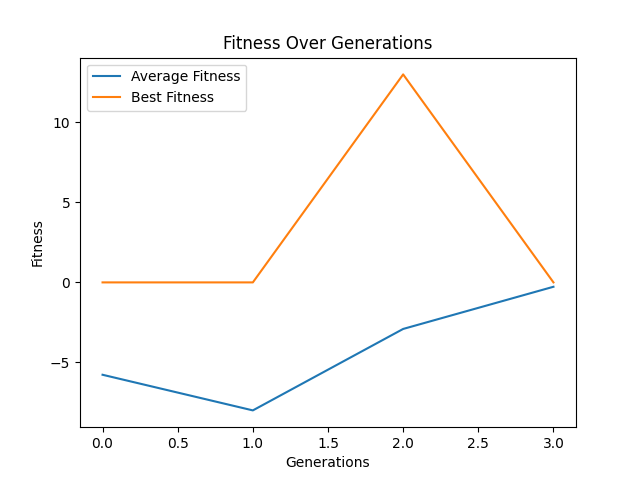 Fitness Over Generations
Average Fitness
Best Fitness
10
5
0
−5
Fitness
0.0 0.5 1.0 1.5 2.0 2.5 3.0
Generations